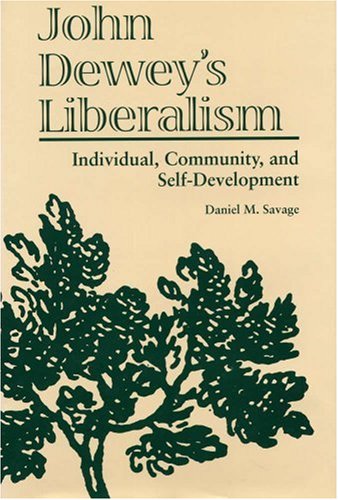 John
Dewey's
Liberalism
Individual, Community, and
Self-Development
Daniel M. Savage